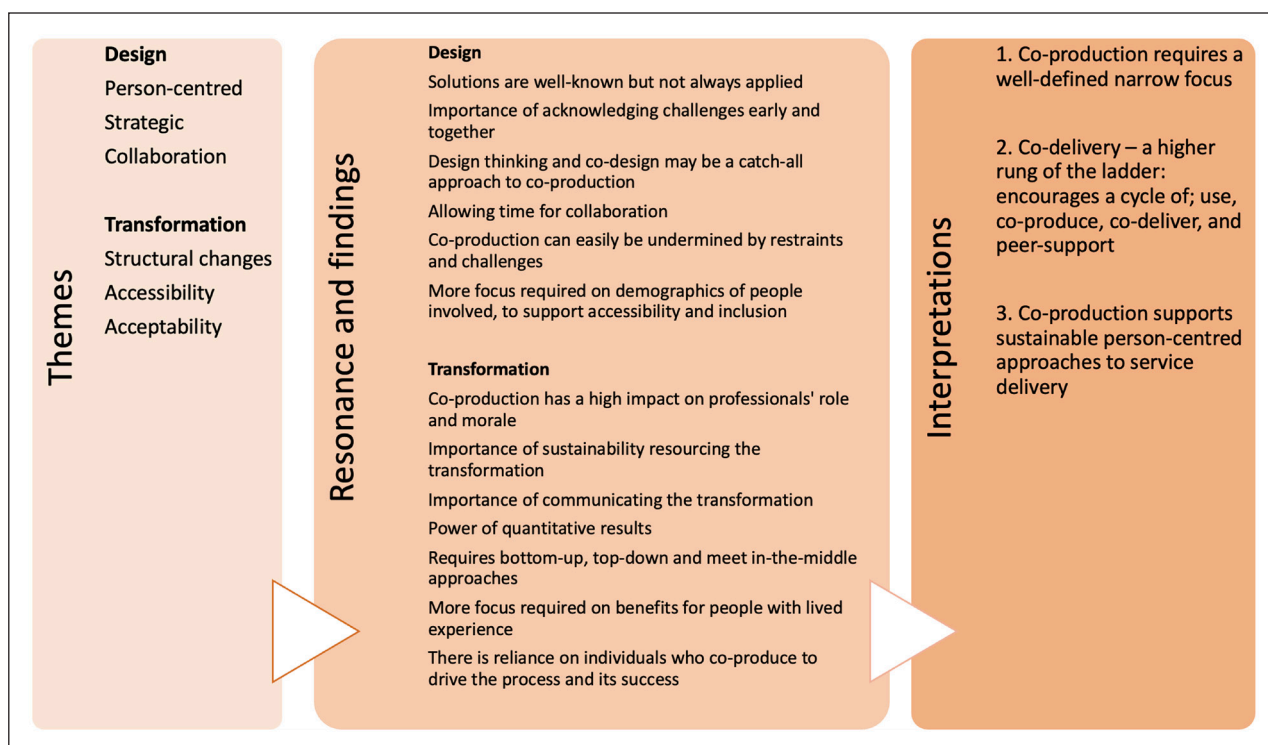 Themes
Design
Person-centred
Strategic
Collaboration
Transformation
Structural changes
Accessibility
Acceptability
Resonance and findings
Design
Solutions are well-known but not always applied
Importance of acknowledging challenges early and
together
Design thinking and co-design may be a catch-all
approach to co-production
Allowing time for collaboration
Co-production can easily be undermined by restraints
and challenges
More focus required on demographics of people
involved, to support accessibility and inclusion
Transformation
Co-production has a high impact on professionals' role
and morale
Importance of sustainability resourcing the
transformation
Importance of communicating the transformation
Power of quantitative results
Requires bottom-up, top-down and meet in-the-middle
approaches
More focus required on benefits for people with lived
experience
There is reliance on individuals who co-produce to
drive the process and its success
Interpretations
1. Co-production requires a
well-defined narrow focus
2. Co-delivery – a higher
rung of the ladder:
encourages a cycle of; use,
co-produce, co-deliver, and
peer-support
3. Co-production supports
sustainable person-centred
approaches to service
delivery